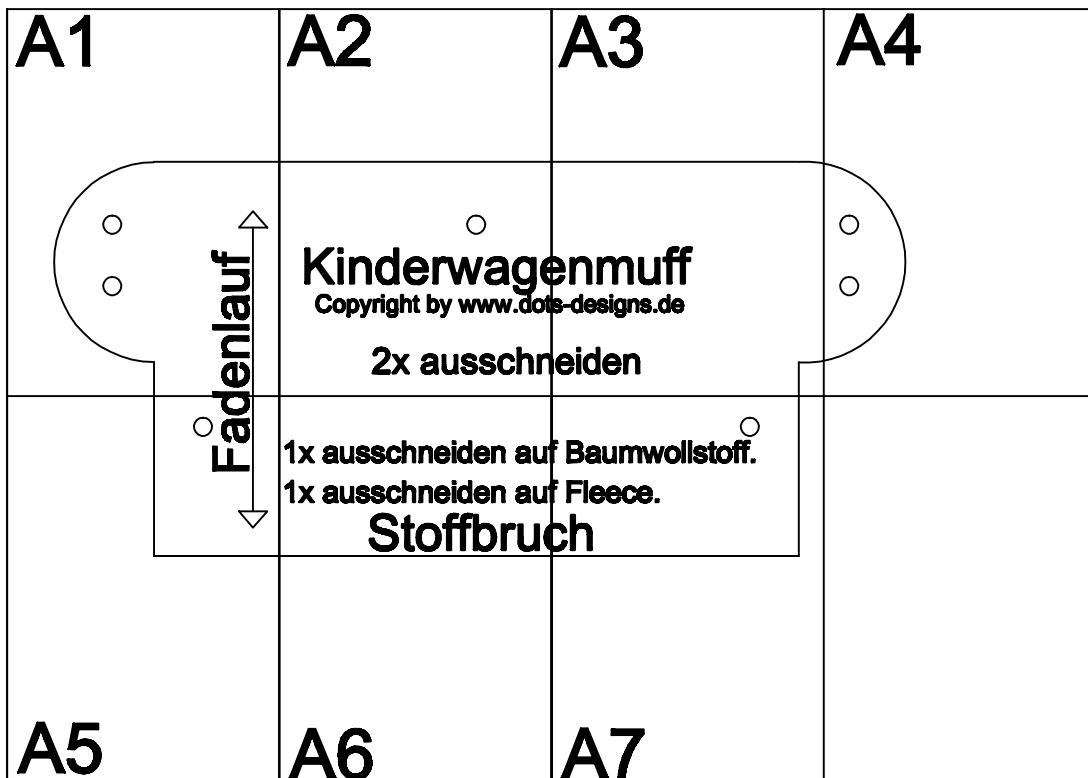 A1
A2
A3
A4
Fadenlauf
Kinderwagenmuff
Copyright by www.dots-designs.de
2x ausschneiden
1x ausschneiden auf Baumwollstoff.
1x ausschneiden auf Fleece.
Stoffbruch
A5
A6
A7